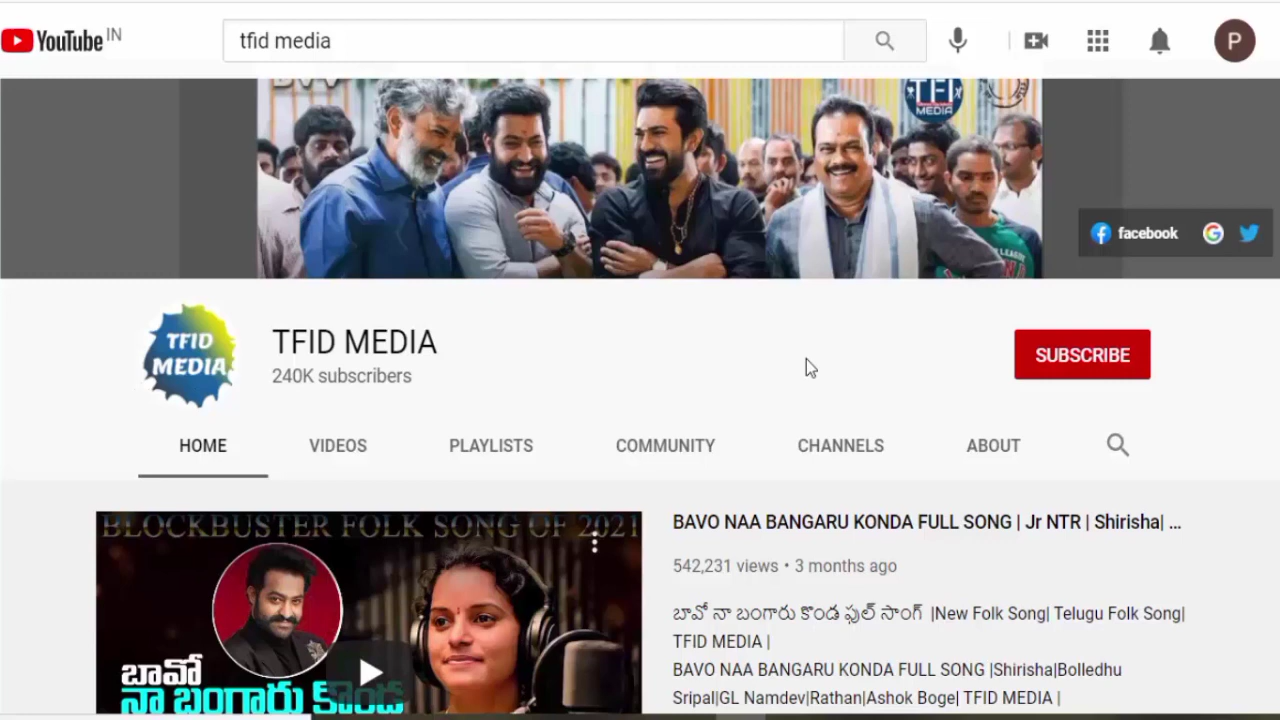 YouTube IN
tfid media
P
TFI
MEDIA
facebook
TFID
MEDIA
TFID MEDIA
240K subscribers
SUBSCRIBE
HOME
VIDEOS
PLAYLISTS
COMMUNITY
CHANNELS
ABOUT
BLOCKBUSTER FOLK SONG OF 2021
బావో
నా బంగారు కొండ
BAVO NAA BANGARU KONDA FULL SONG | Jr NTR | Shirisha| ...
542,231 views • 3 months ago
బావో నా బంగారు కొండ ఫుల్ సాంగ్ |New Folk Song| Telugu Folk Song|
TFID MEDIA |
BAVO NAA BANGARU KONDA FULL SONG |Shirisha|Bolledhu
Sripal|GL Namdev|Rathan|Ashok Boge| TFID MEDIA |